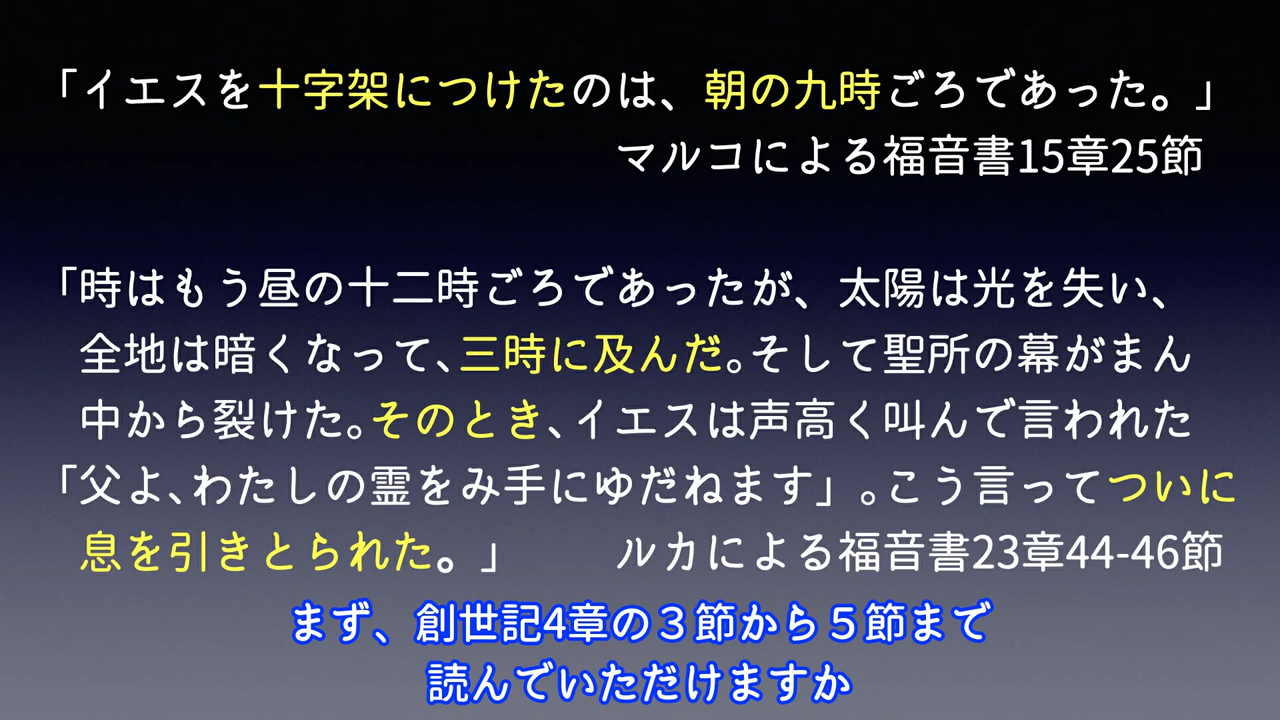 「イエスを十字架につけたのは、朝の九時ごろであった。」
マルコによる福音書15章25節
「時はもう昼の十二時ごろであったが、太陽は光を失い、
全地は暗くなって、三時に及んだ。そして聖所の幕がまん
中から裂けた。そのとき、イエスは声高く叫んで言われた
「父よ、わたしの霊をみ手にゆだねます」。こう言ってついに
息を引きとられた。」 ルカによる福音書23章44-46節
まず、創世記4章の３節から５節まで
読んでいただけますか